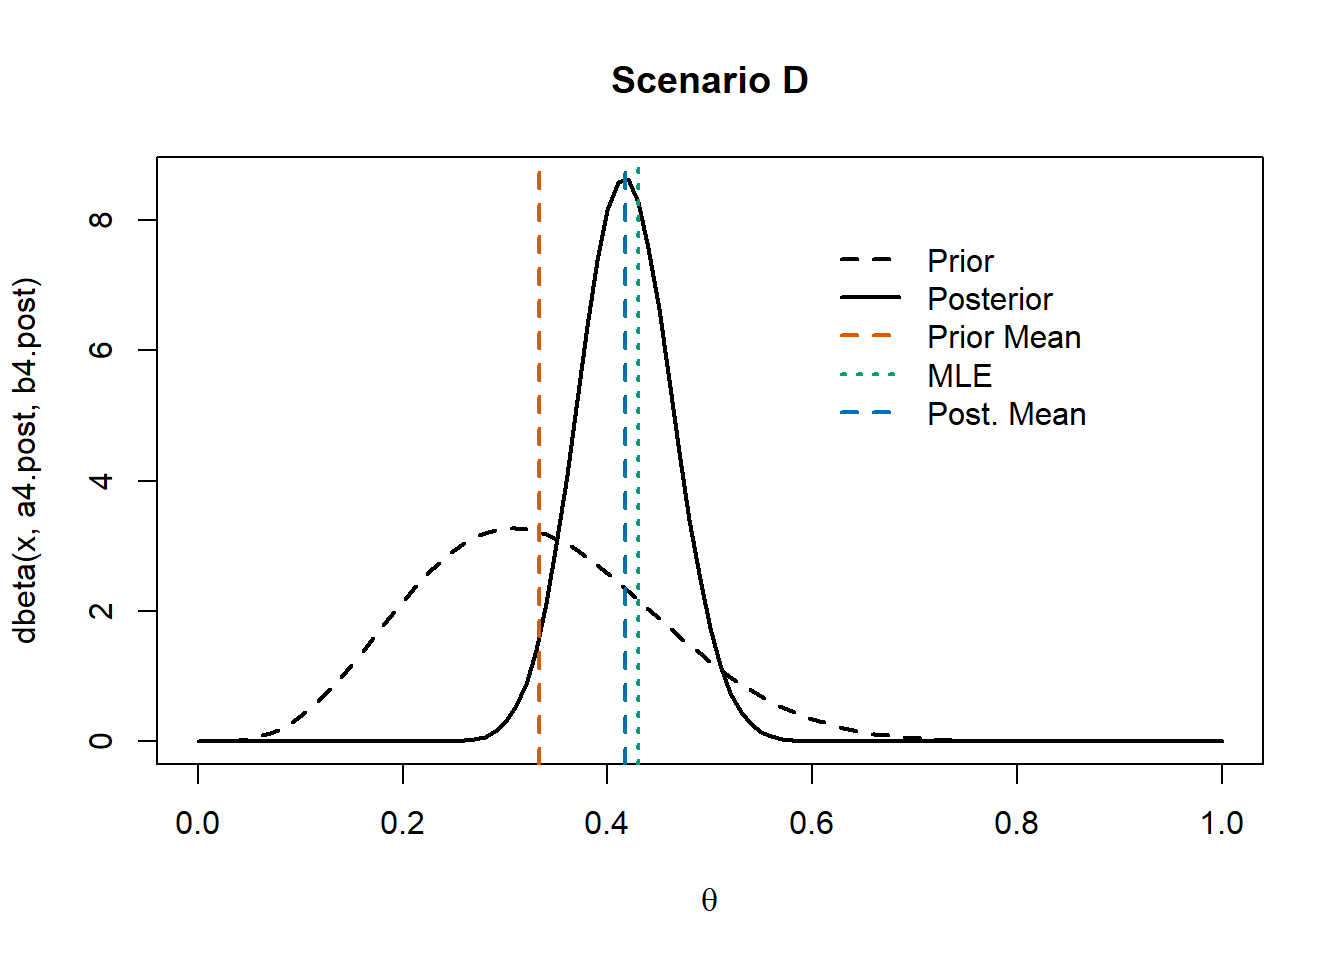 Scenario D
dbeta(x, a4.post, b4.post)
8
6
4
2
0
Prior
Posterior
Prior Mean
MLE
Post. Mean
0.0 0.2 0.4 0.6 0.8 1.0
θ